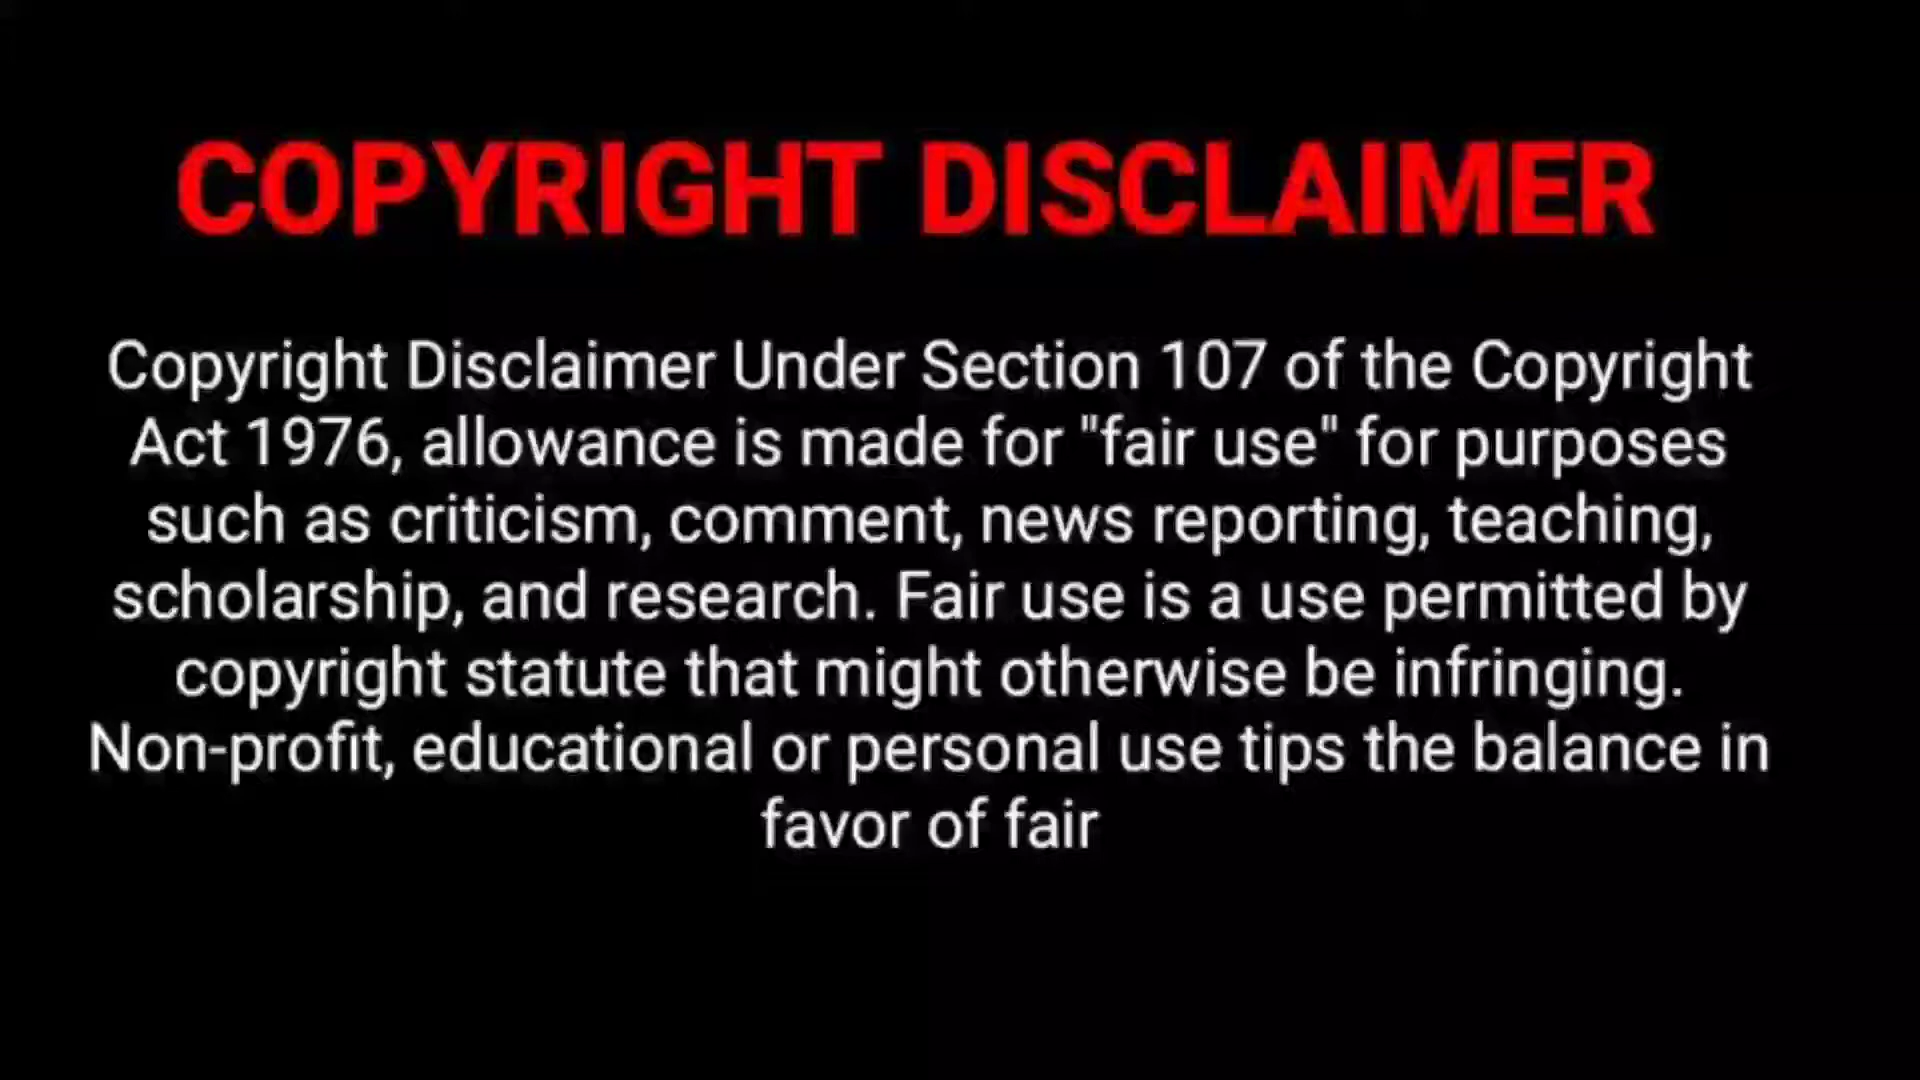 COPYRIGHT DISCLAIMER
Copyright Disclaimer Under Section 107 of the Copyright
Act 1976, allowance is made for "fair use" for purposes
such as criticism, comment, news reporting, teaching,
scholarship, and research. Fair use is a use permitted by
copyright statute that might otherwise be infringing.
Non-profit, educational or personal use tips the balance in
favor of fair